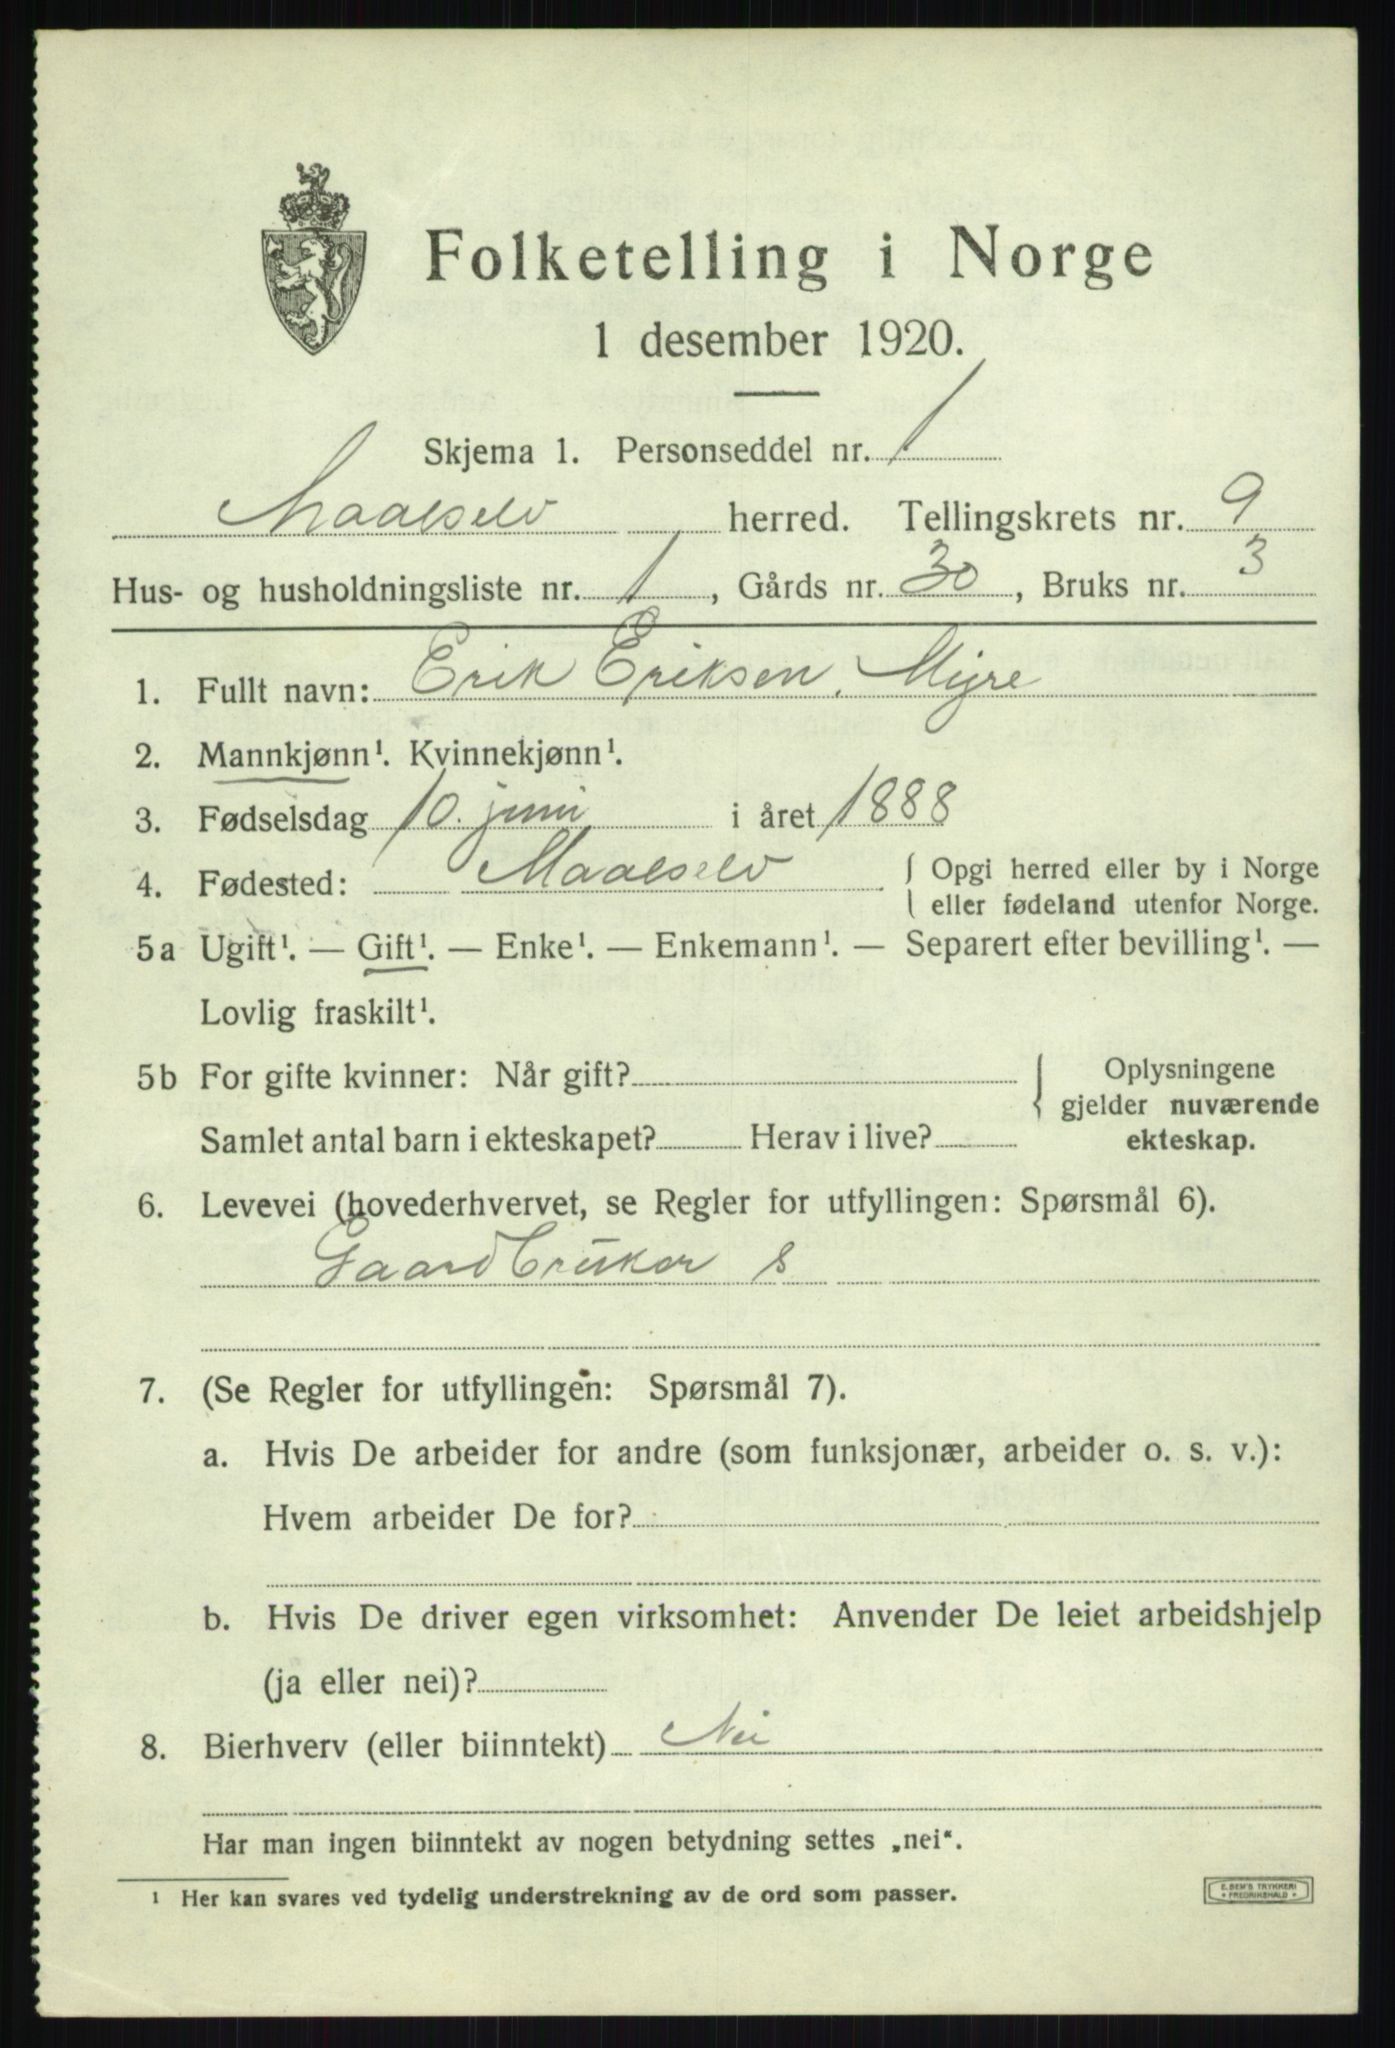 Folketelling i Norge
1 desember 1920.
Skjema 1. Personseddel nr. 1
Maalselv herred. Tellingskrets nr. 9
Hus- og husholdningsliste nr. 1, Gårds nr. 30, Bruks nr. 3
1. Fullt navn: Erik Eriksen, Myre
2. Mannkjønn¹. Kvinnekjønn¹.
3. Fødselsdag 10. juni i året 1888
4. Fødested: Maalselv { Opgi herred eller by i Norge
eller fødeland utenfor Norge.
5a Ugift¹. — Gift¹. — Enke¹. — Enkemann¹. — Separert efter bevilling¹. —
Lovlig fraskilt¹.
5b For gifte kvinner: Når gift? } Oplysningene
gjelder nuværende
Samlet antal barn i ekteskapet? Herav i live? ekteskap.
6. Levevei (hovederhvervet, se Regler for utfyllingen: Spørsmål 6).
Gaardbruker s
7. (Se Regler for utfyllingen: Spørsmål 7).
a. Hvis De arbeider for andre (som funksjonær, arbeider o. s. v.):
Hvem arbeider De for?
b. Hvis De driver egen virksomhet: Anvender De leiet arbeidshjelp
(ja eller nei)?
8. Bierhverv (eller biinntekt) Nei
Har man ingen biinntekt av nogen betydning settes „nei“.
¹ Her kan svares ved tydelig understrekning av de ord som passer.
E. SEM'S TRYKKERI
• FREDRIKSHALD •